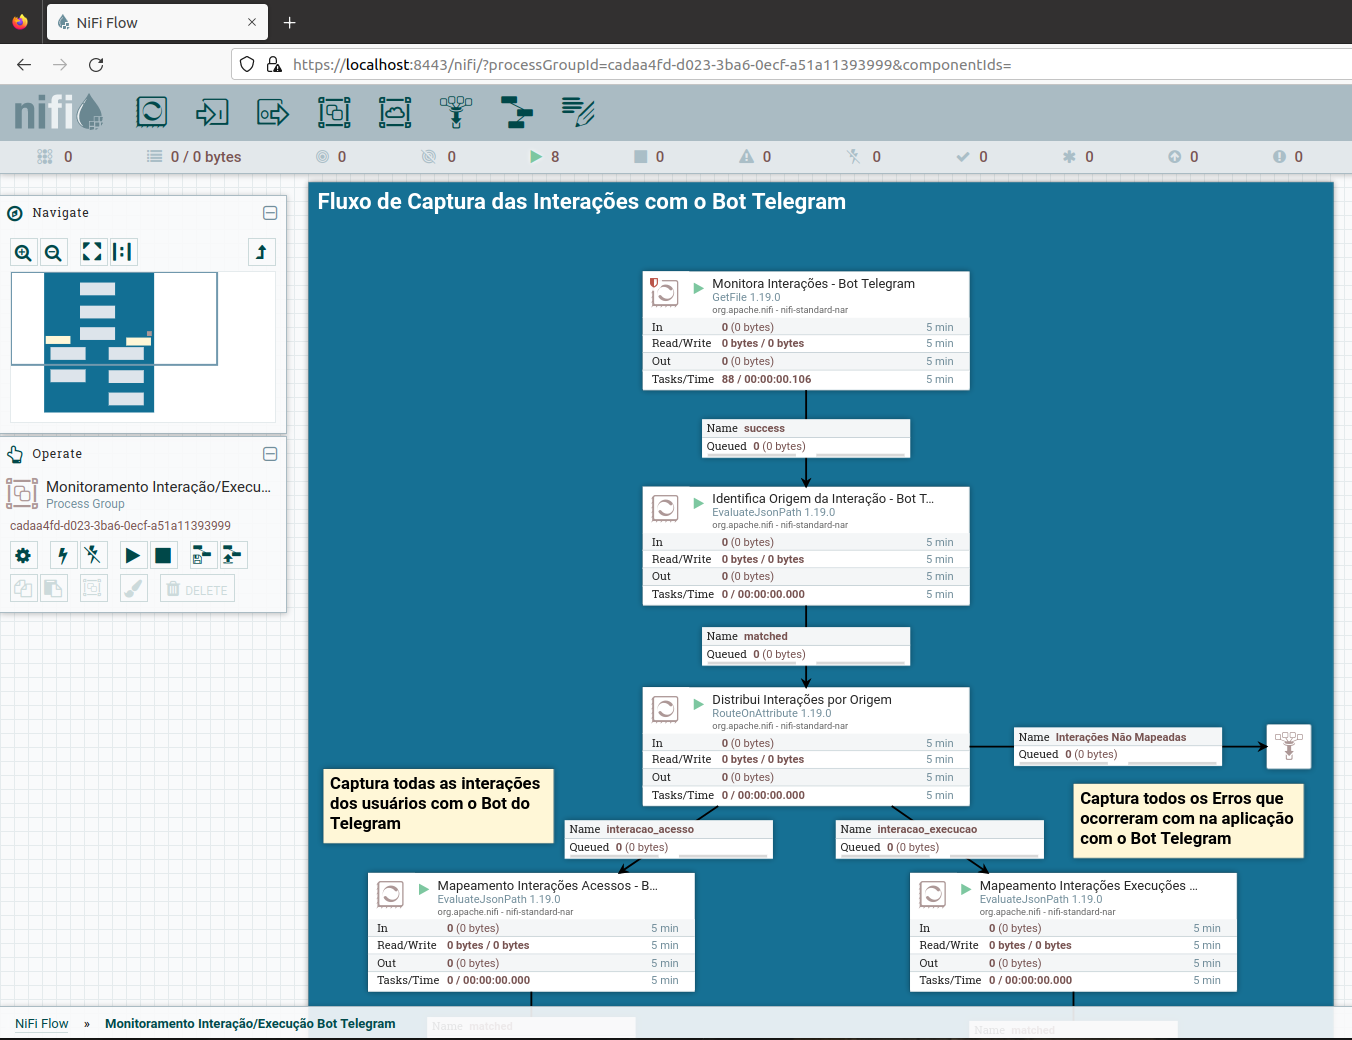 NiFi Flow
https://localhost:8443/nifi/?processGroupId=cadaa4fd-d023-3ba6-0ecf-a51a11393999&componentIds=
nifi
0 0 / 0 bytes 0 0 8 0 0 0 0 0 0 0
Navigate
Operate
Monitoramento Interação/Execu...
Process Group
cadaa4fd-d023-3ba6-0ecf-a51a11393999
DELETE
Fluxo de Captura das Interações com o Bot Telegram
Monitora Interações - Bot Telegram
GetFile 1.19.0
org.apache.nifi - nifi-standard-nar
In 0 (0 bytes) 5 min
Read/Write 0 bytes / 0 bytes 5 min
Out 0 (0 bytes) 5 min
Tasks/Time 88 / 00:00:00.106 5 min
Name success
Queued 0 (0 bytes)
Identifica Origem da Interação - Bot T...
EvaluateJsonPath 1.19.0
org.apache.nifi - nifi-standard-nar
In 0 (0 bytes) 5 min
Read/Write 0 bytes / 0 bytes 5 min
Out 0 (0 bytes) 5 min
Tasks/Time 0 / 00:00:00.000 5 min
Name matched
Queued 0 (0 bytes)
Distribui Interações por Origem
RouteOnAttribute 1.19.0
org.apache.nifi - nifi-standard-nar
In 0 (0 bytes) 5 min
Read/Write 0 bytes / 0 bytes 5 min
Out 0 (0 bytes) 5 min
Tasks/Time 0 / 00:00:00.000 5 min
Name Interações Não Mapeadas
Queued 0 (0 bytes)
Captura todas as interações
dos usuários com o Bot do
Telegram
Captura todos os Erros que
ocorreram com na aplicação
com o Bot Telegram
Name interacao_acesso
Queued 0 (0 bytes)
Name interacao_execucao
Queued 0 (0 bytes)
Mapeamento Interações Acessos - B...
EvaluateJsonPath 1.19.0
org.apache.nifi - nifi-standard-nar
In 0 (0 bytes) 5 min
Read/Write 0 bytes / 0 bytes 5 min
Out 0 (0 bytes) 5 min
Tasks/Time 0 / 00:00:00.000 5 min
Mapeamento Interações Execuções ...
EvaluateJsonPath 1.19.0
org.apache.nifi - nifi-standard-nar
In 0 (0 bytes) 5 min
Read/Write 0 bytes / 0 bytes 5 min
Out 0 (0 bytes) 5 min
Tasks/Time 0 / 00:00:00.000 5 min
Name matched
Name matched
NiFi Flow » Monitoramento Interação/Execução Bot Telegram